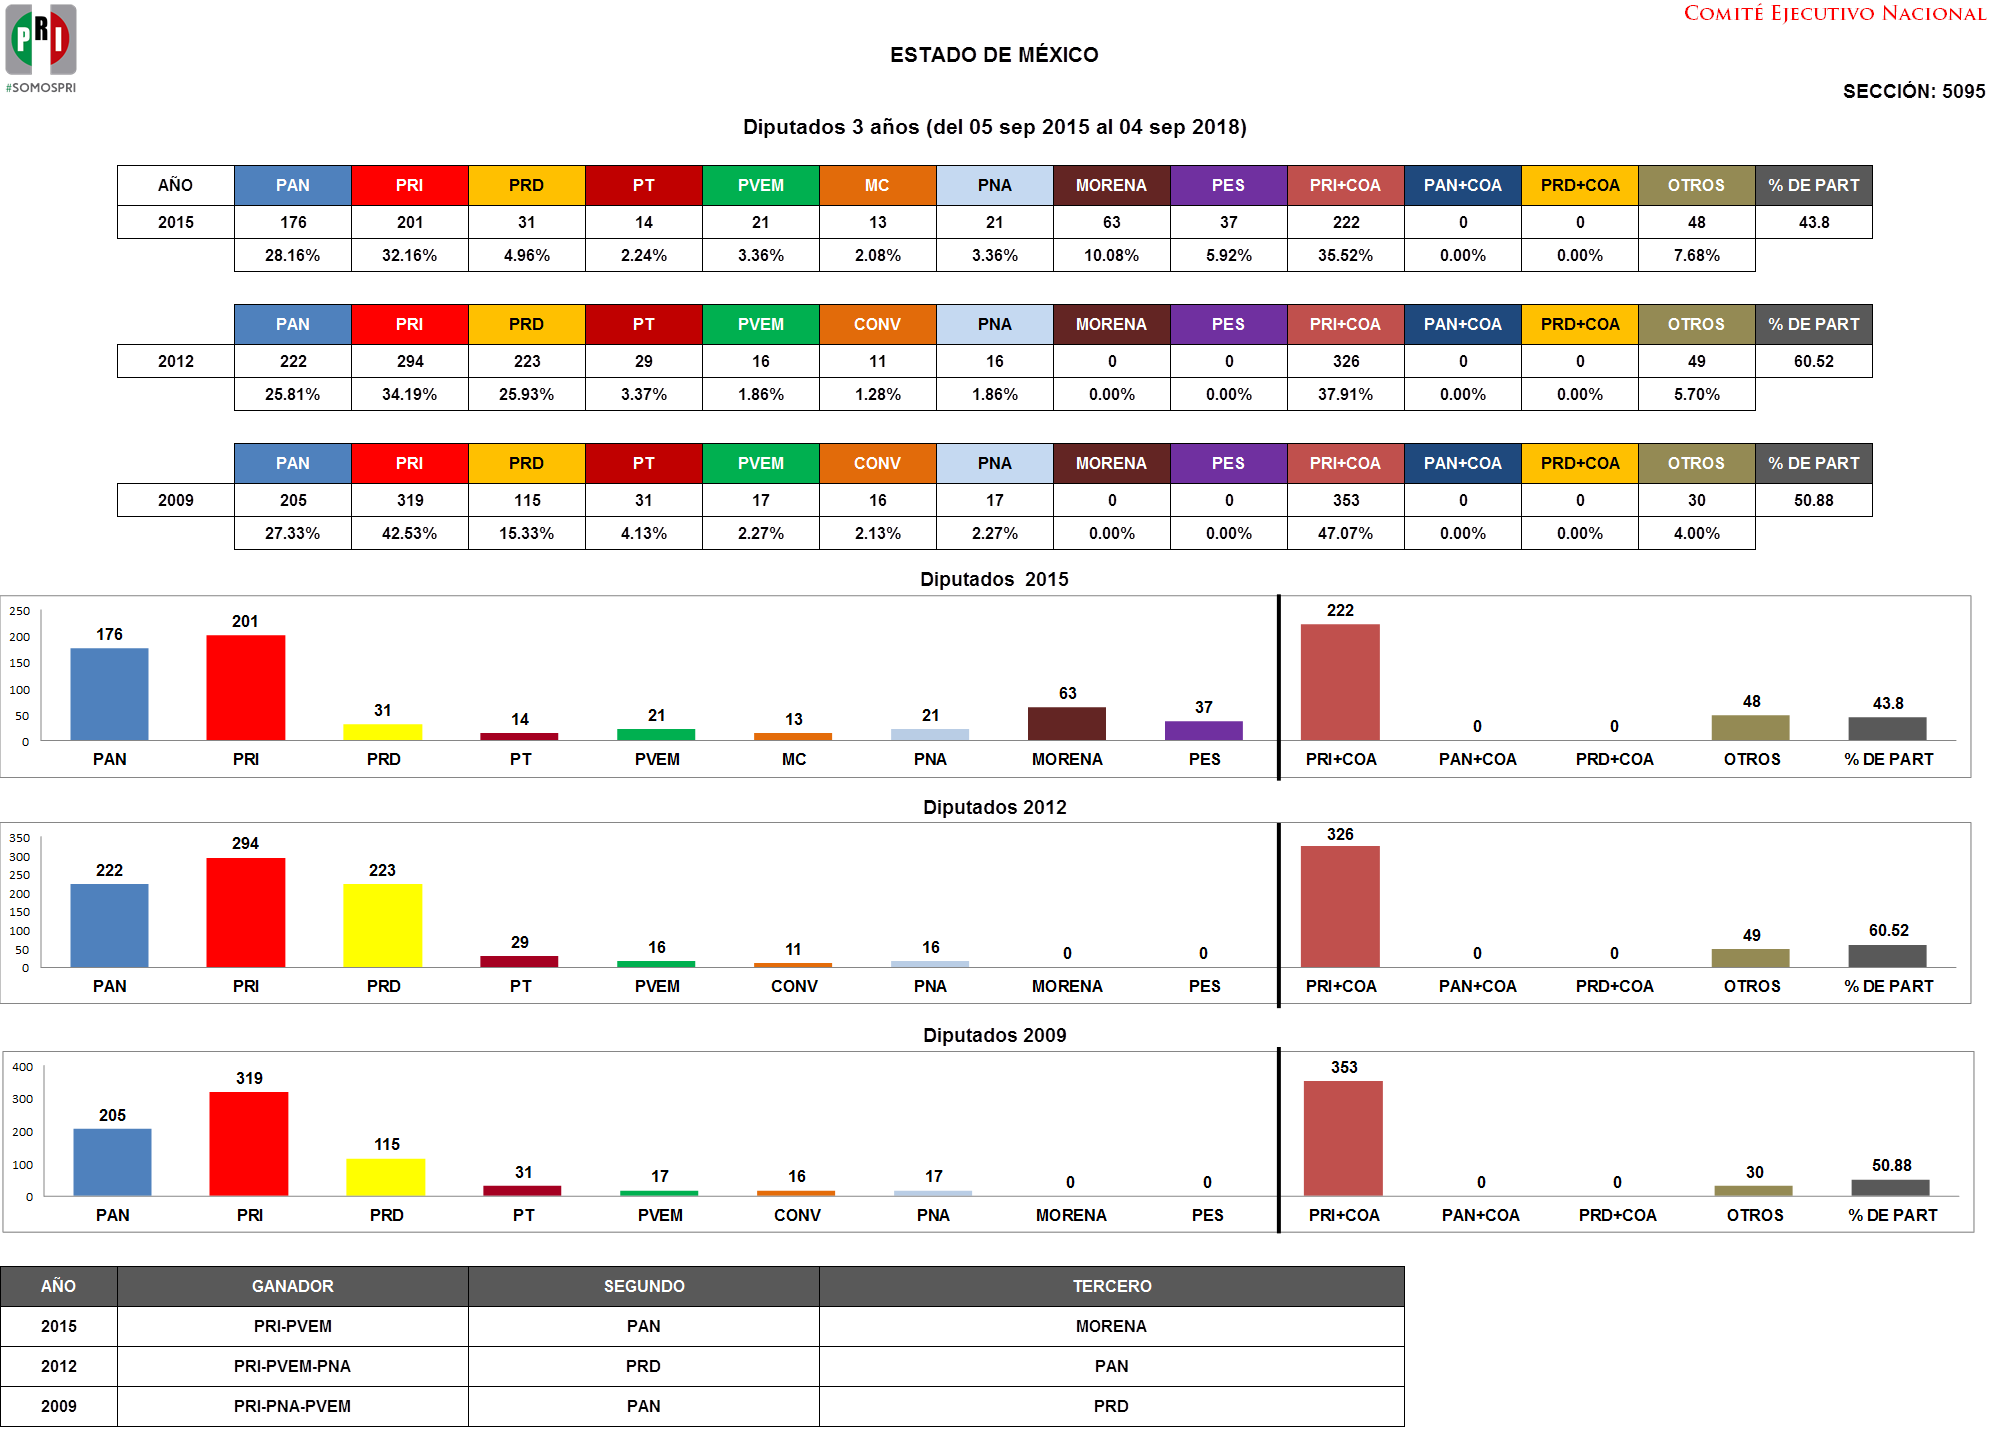 COMITÉ EJECUTIVO NACIONAL
PRI
#SOMOSPRI
ESTADO DE MÉXICO
SECCIÓN: 5095
Diputados 3 años (del 05 sep 2015 al 04 sep 2018)
AÑO PAN PRI PRD PT PVEM MC PNA MORENA PES PRI+COA PAN+COA PRD+COA OTROS % DE PART
2015 176 201 31 14 21 13 21 63 37 222 0 0 48 43.8
28.16% 32.16% 4.96% 2.24% 3.36% 2.08% 3.36% 10.08% 5.92% 35.52% 0.00% 0.00% 7.68%
PAN PRI PRD PT PVEM CONV PNA MORENA PES PRI+COA PAN+COA PRD+COA OTROS % DE PART
2012 222 294 223 29 16 11 16 0 0 326 0 0 49 60.52
25.81% 34.19% 25.93% 3.37% 1.86% 1.28% 1.86% 0.00% 0.00% 37.91% 0.00% 0.00% 5.70%
PAN PRI PRD PT PVEM CONV PNA MORENA PES PRI+COA PAN+COA PRD+COA OTROS % DE PART
2009 205 319 115 31 17 16 17 0 0 353 0 0 30 50.88
27.33% 42.53% 15.33% 4.13% 2.27% 2.13% 2.27% 0.00% 0.00% 47.07% 0.00% 0.00% 4.00%
Diputados 2015
250
200
150
100
50
0
176 201 31 14 21 13 21 63 37 222 0 0 48 43.8
PAN PRI PRD PT PVEM MC PNA MORENA PES PRI+COA PAN+COA PRD+COA OTROS % DE PART
Diputados 2012
350
300
250
200
150
100
50
0
222 294 223 29 16 11 16 0 0 326 0 0 49 60.52
PAN PRI PRD PT PVEM CONV PNA MORENA PES PRI+COA PAN+COA PRD+COA OTROS % DE PART
Diputados 2009
400
300
200
100
0
205 319 115 31 17 16 17 0 0 353 0 0 30 50.88
PAN PRI PRD PT PVEM CONV PNA MORENA PES PRI+COA PAN+COA PRD+COA OTROS % DE PART
AÑO GANADOR SEGUNDO TERCERO
2015 PRI-PVEM PAN MORENA
2012 PRI-PVEM-PNA PRD PAN
2009 PRI-PNA-PVEM PAN PRD